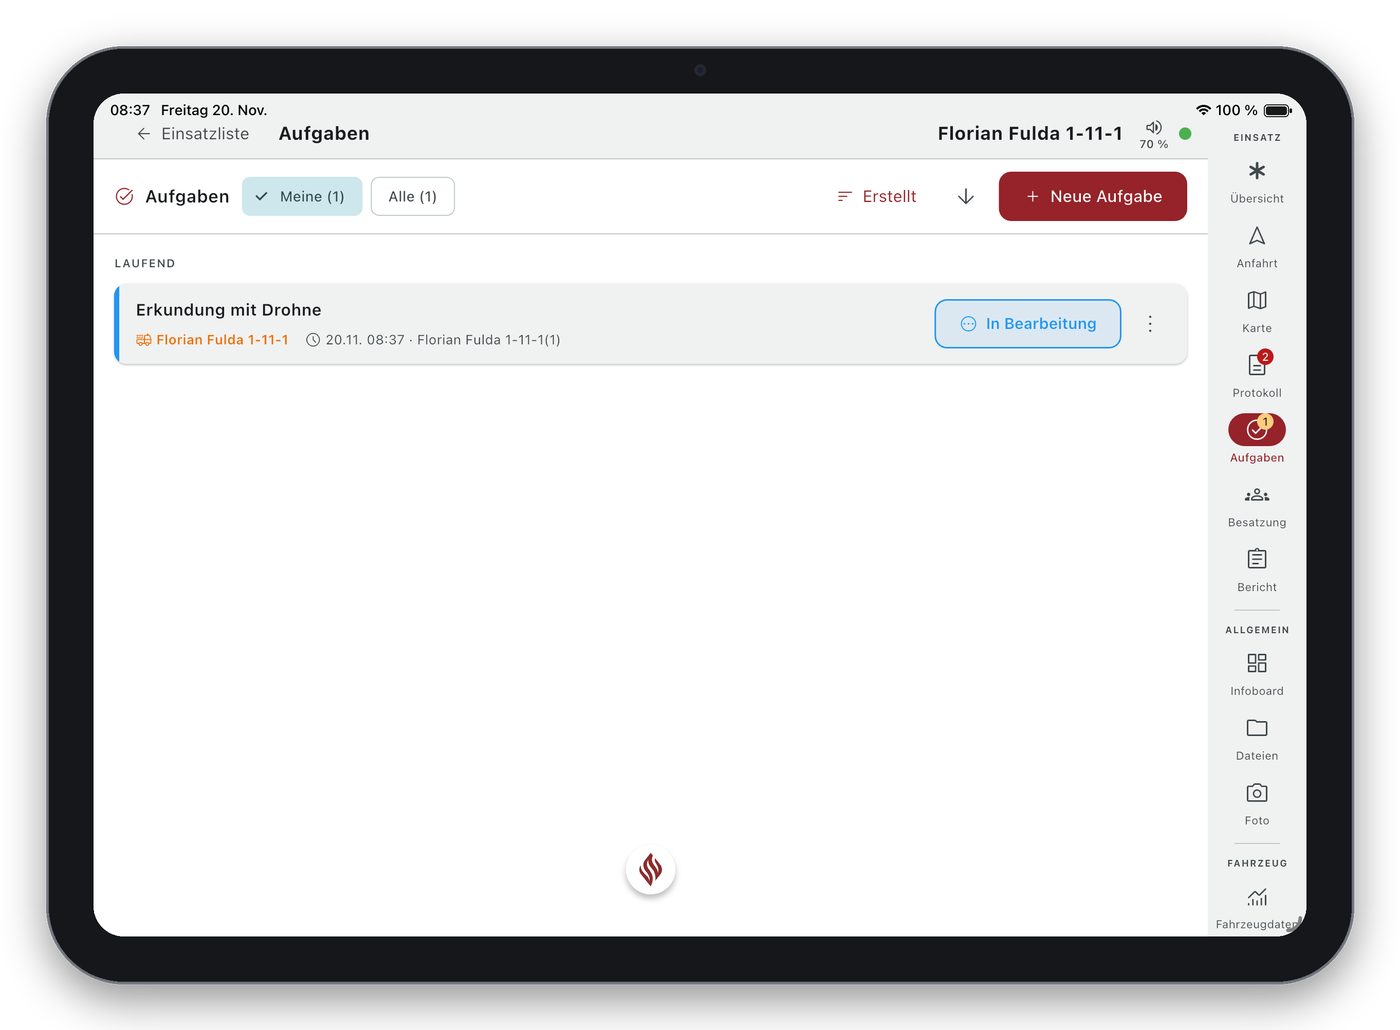 08:37 Freitag 20. Nov.
100 %
Einsatzliste Aufgaben
Florian Fulda 1-11-1
70 %
Aufgaben
Meine (1)
Alle (1)
Erstellt
+ Neue Aufgabe
LAUFEND
Erkundung mit Drohne
Florian Fulda 1-11-1 20.11. 08:37 · Florian Fulda 1-11-1(1)
In Bearbeitung
EINSATZ
Übersicht
Anfahrt
Karte
2
Protokoll
1
Aufgaben
Besatzung
Bericht
ALLGEMEIN
Infoboard
Dateien
Foto
FAHRZEUG
Fahrzeugdaten